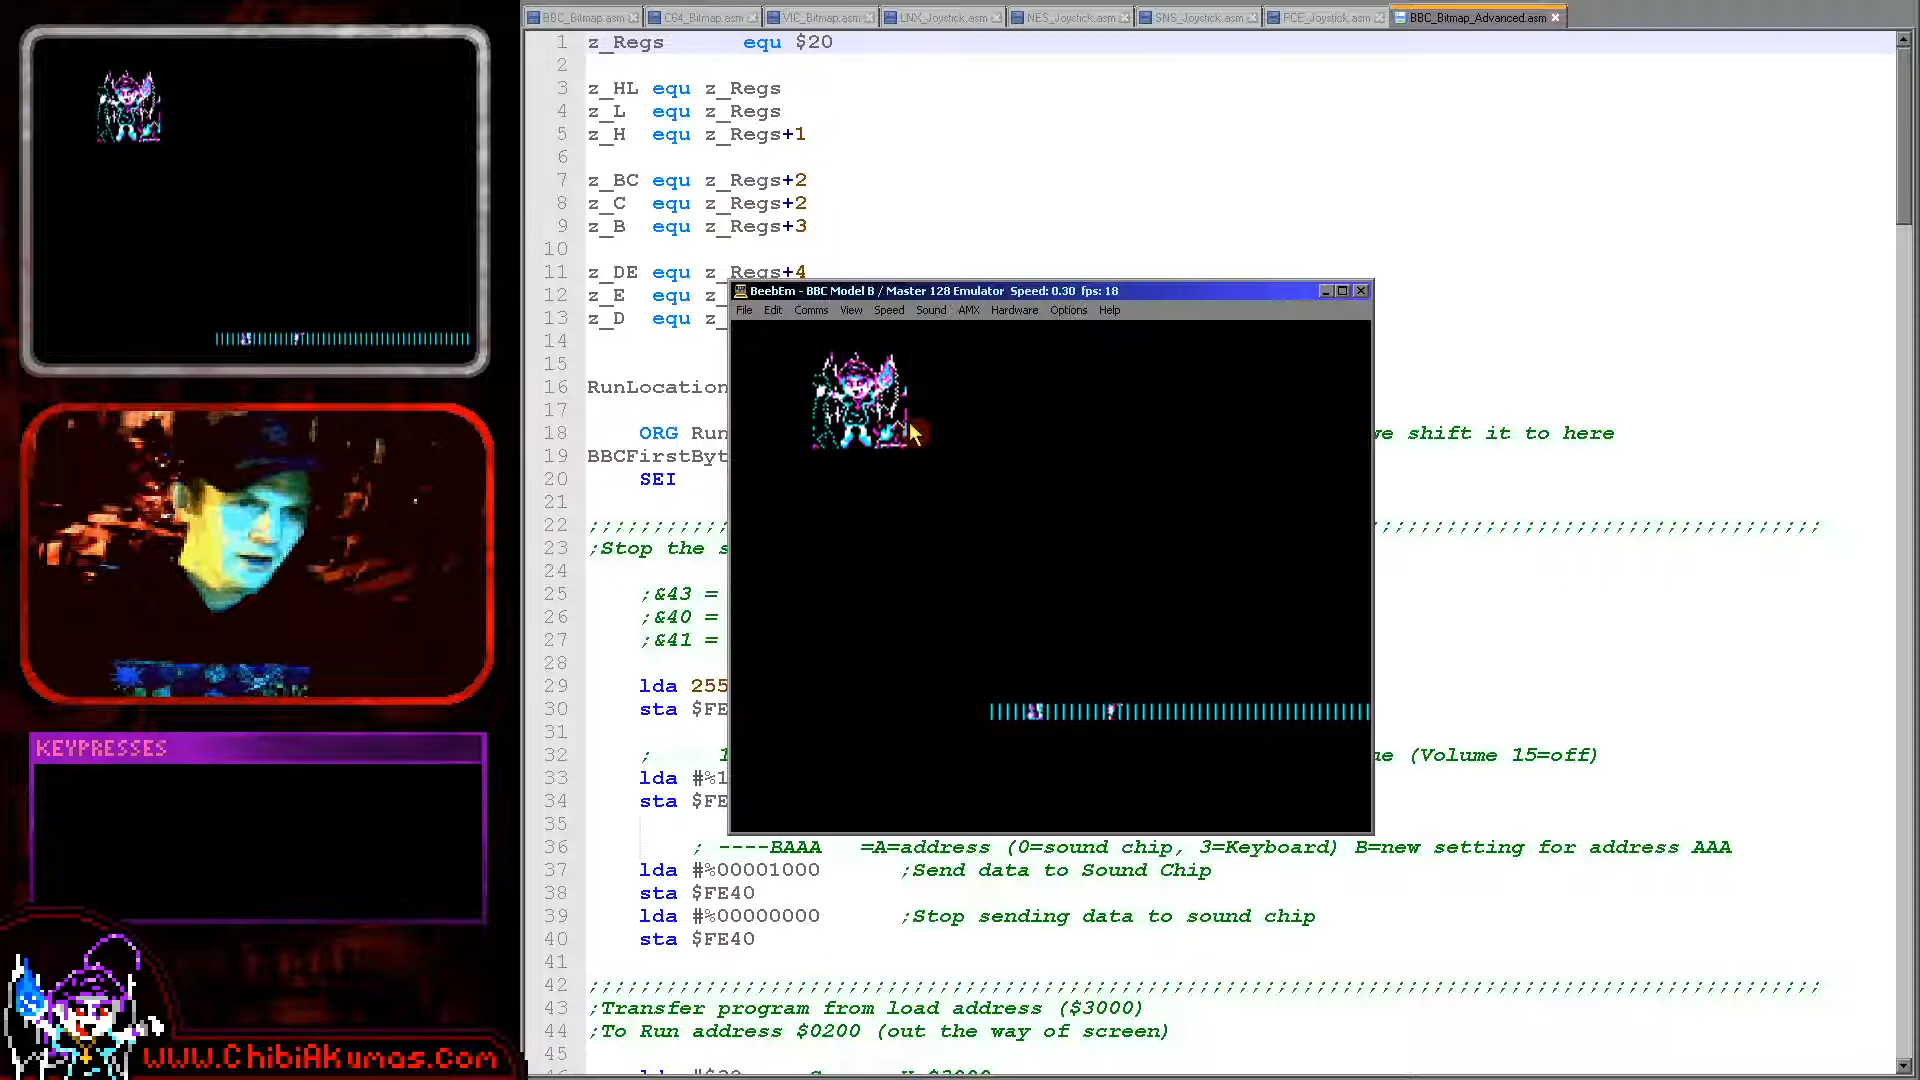 BBC_Bitmap.asm C64_Bitmap.asm VIC_Bitmap.asm LNX_Joystick.asm NES_Joystick.asm SNS_Joystick.asm PCE_Joystick.asm BBC_Bitmap_Advanced.asm
1 z_Regs equ $20
2
3 z_HL equ z_Regs
4 z_L equ z_Regs
5 z_H equ z_Regs+1
6
7 z_BC equ z_Regs+2
8 z_C equ z_Regs+2
9 z_B equ z_Regs+3
10
11 z_DE equ z_Regs+4
12 z_E equ z_
13 z_D equ z_
14
15
16 RunLocation
17
18 ORG Run we shift it to here
19 BBCFirstByt
20 SEI
21
22 ;;;;;;;;;;;;;;;;;;;;;;;;;;;;;;;;;;;;;;;;;;;;
23 ;Stop the s
24
25 ;&43 =
26 ;&40 =
27 ;&41 =
28
29 lda 255
30 sta $FE
31
32 ; 1 ue (Volume 15=off)
33 lda #%1
34 sta $FE
35
36 ; ----BAAA =A=address (0=sound chip, 3=Keyboard) B=new setting for address AAA
37 lda #%00001000 ;Send data to Sound Chip
38 sta $FE40
39 lda #%00000000 ;Stop sending data to sound chip
40 sta $FE40
41
42 ;;;;;;;;;;;;;;;;;;;;;;;;;;;;;;;;;;;;;;;;;;;;;;;;;;;;;;;;;;;;;;;;;;;;;;;;;;;;;;;;;;;;;;;;;;;;;;
43 ;Transfer program from load address ($3000)
44 ;To Run address $0200 (out the way of screen)
45
BeebEm - BBC Model B / Master 128 Emulator Speed: 0.30 fps: 18
File Edit Comms View Speed Sound AMX Hardware Options Help
KEYPRESSES
www.ChibiAkumas.com